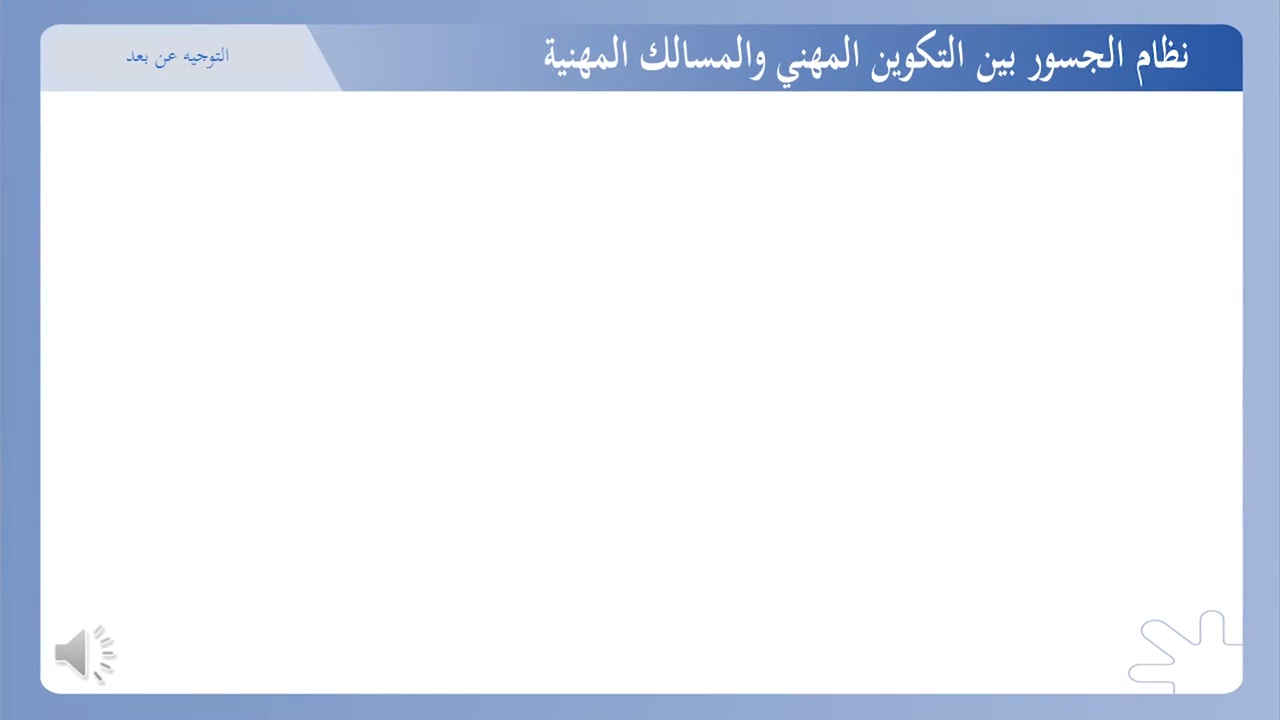 نظام الجسور بين التكوين المهني والمسالك المهنية
التوجيه عن بعد